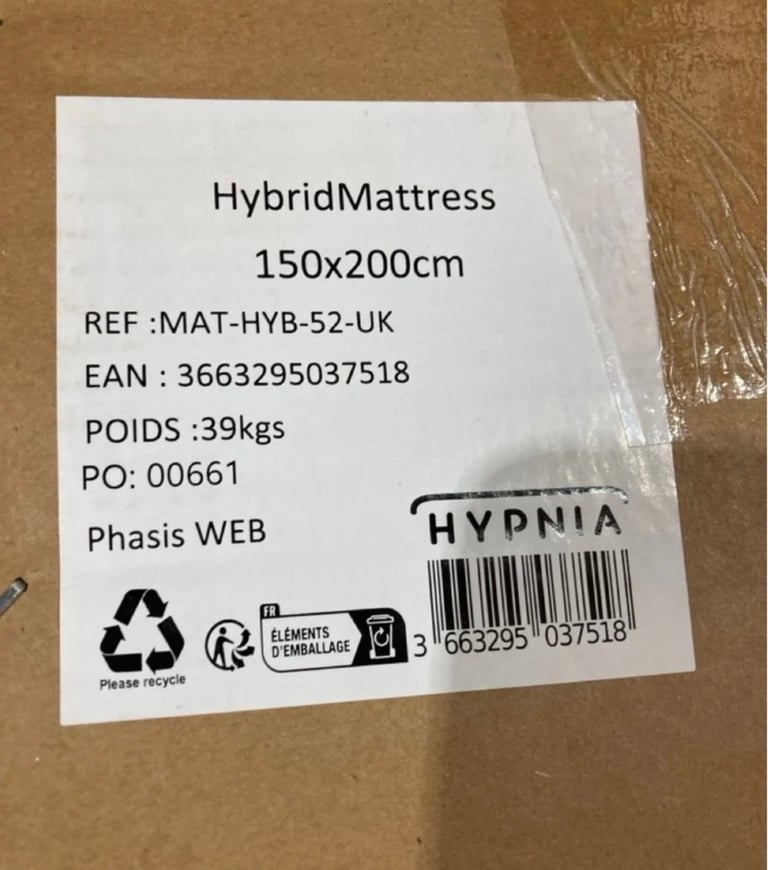 HybridMattress
150x200cm
REF :MAT-HYB-52-UK
EAN : 3663295037518
POIDS :39kgs
PO: 00661
Phasis WEB
HYPNIA
Please recycle
FR
ÉLÉMENTS
D'EMBALLAGE
3 663295 037518